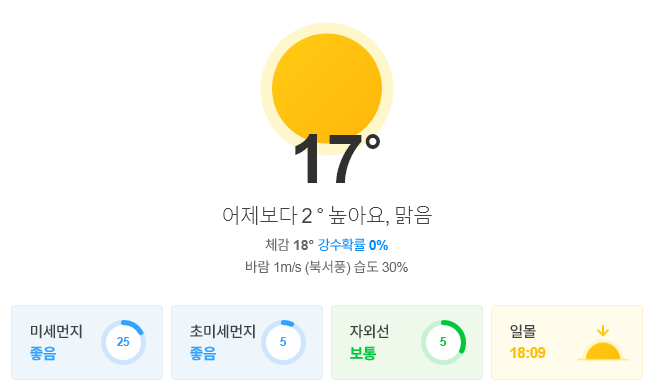 17°
어제보다 2° 높아요, 맑음
체감 18° 강수확률 0%
바람 1m/s (북서풍) 습도 30%
미세먼지
좋음
25
초미세먼지
좋음
5
자외선
보통
5
일몰
18:09